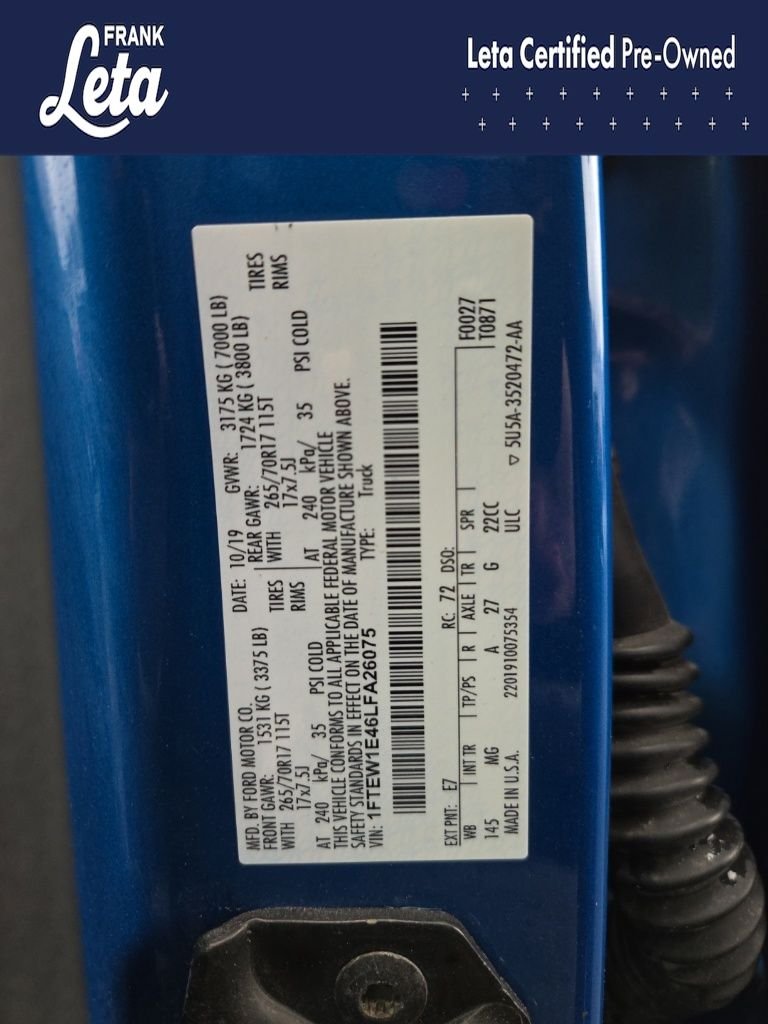 FRANK
Leta
Leta Certified Pre-Owned
MFD. BY FORD MOTOR CO. DATE: 10/19 GVWR: 3175 KG ( 7000 LB)
FRONT GAWR: 1531 KG ( 3375 LB) REAR GAWR: 1724 KG ( 3800 LB)
WITH 265/70R17 115T TIRES WITH 265/70R17 115T TIRES
17x7.5J RIMS 17x7.5J RIMS
AT 240 kPa/ 35 PSI COLD AT 240 kPa/ 35 PSI COLD
THIS VEHICLE CONFORMS TO ALL APPLICABLE FEDERAL MOTOR VEHICLE
SAFETY STANDARDS IN EFFECT ON THE DATE OF MANUFACTURE SHOWN ABOVE.
VIN: 1FTEW1E46LFA26075 TYPE: Truck
EXT PNT: E7 RC: 72 DSO: F0027
WB INT TR TP/PS R AXLE TR SPR T0871
145 MG A 27 G 22CC
MADE IN U.S.A. 2201910075354 ULC ▽ 5U5A-3520472-AA